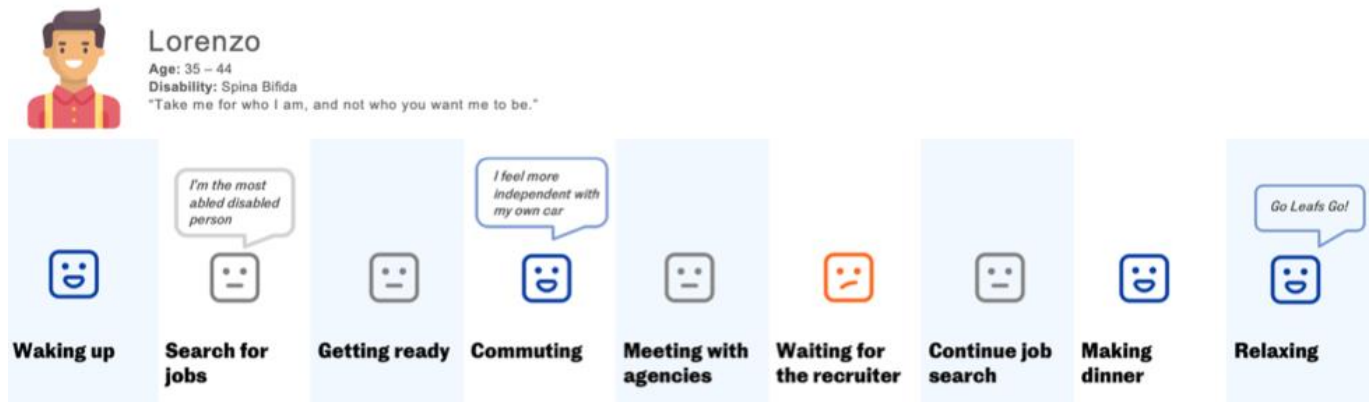 Lorenzo
Age: 35 – 44
Disability: Spina Bifida
"Take me for who I am, and not who you want me to be."
I'm the most
abled disabled
person
I feel more
independent with
my own car
Go Leafs Go!
Waking up
Search for
jobs
Getting ready
Commuting
Meeting with
agencies
Waiting for
the recruiter
Continue job
search
Making
dinner
Relaxing